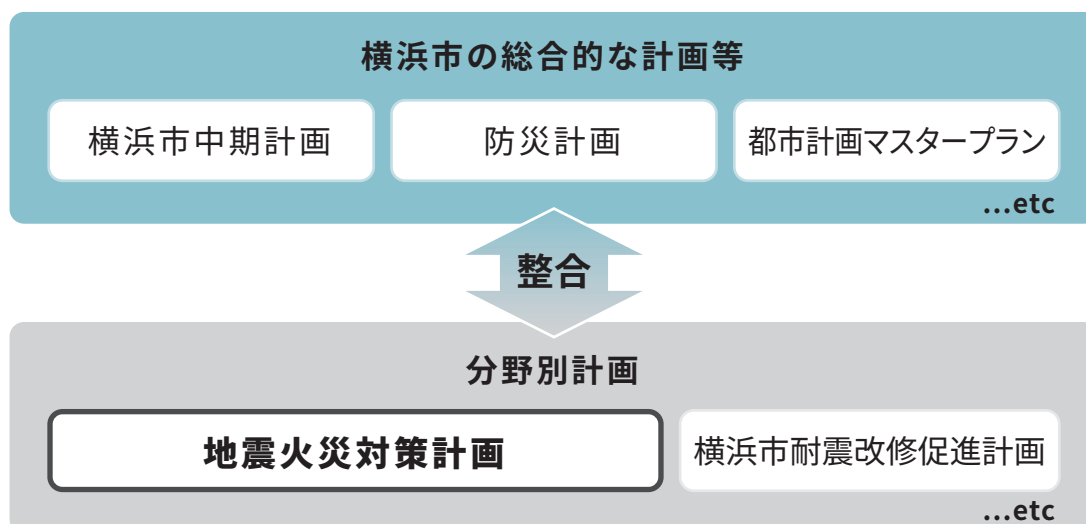 横浜市の総合的な計画等
横浜市中期計画
防災計画
都市計画マスタープラン
...etc
整合
分野別計画
地震火災対策計画
横浜市耐震改修促進計画
...etc